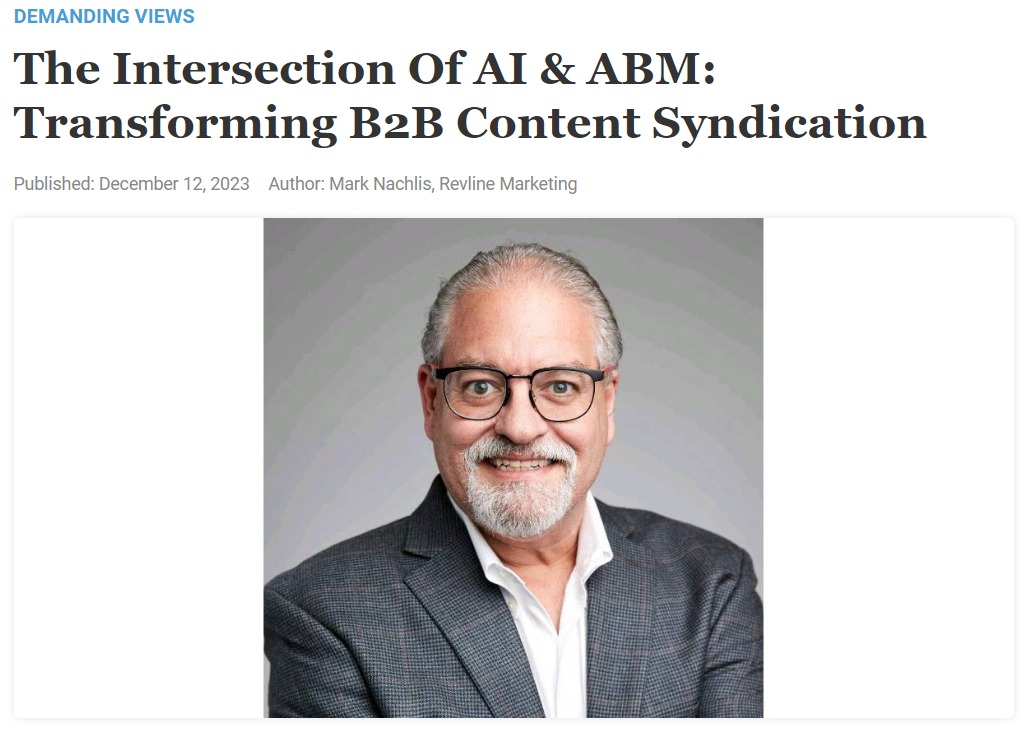 DEMANDING VIEWS
The Intersection Of AI & ABM:
Transforming B2B Content Syndication
Published: December 12, 2023 Author: Mark Nachlis, Revline Marketing